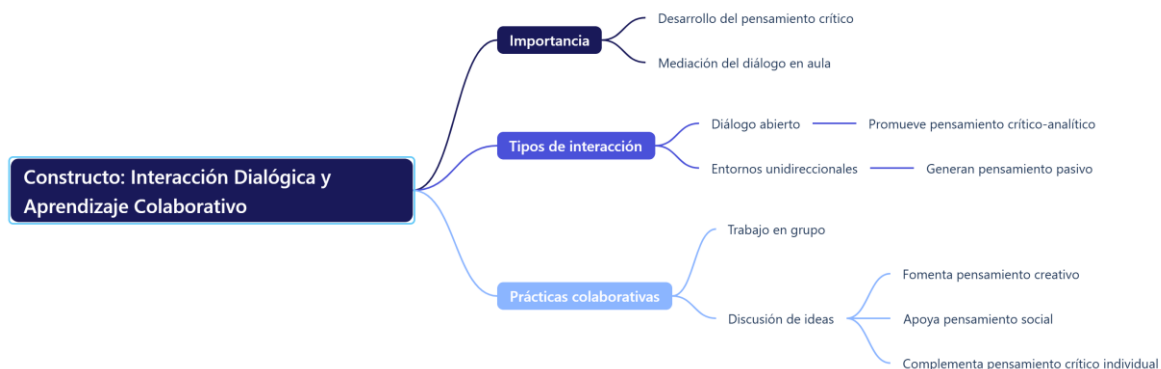 Constructo: Interacción Dialógica y
Aprendizaje Colaborativo
Importancia
Desarrollo del pensamiento crítico
Mediación del diálogo en aula
Tipos de interacción
Diálogo abierto
Promueve pensamiento crítico-analítico
Entornos unidireccionales
Generan pensamiento pasivo
Prácticas colaborativas
Trabajo en grupo
Discusión de ideas
Fomenta pensamiento creativo
Apoya pensamiento social
Complementa pensamiento crítico individual